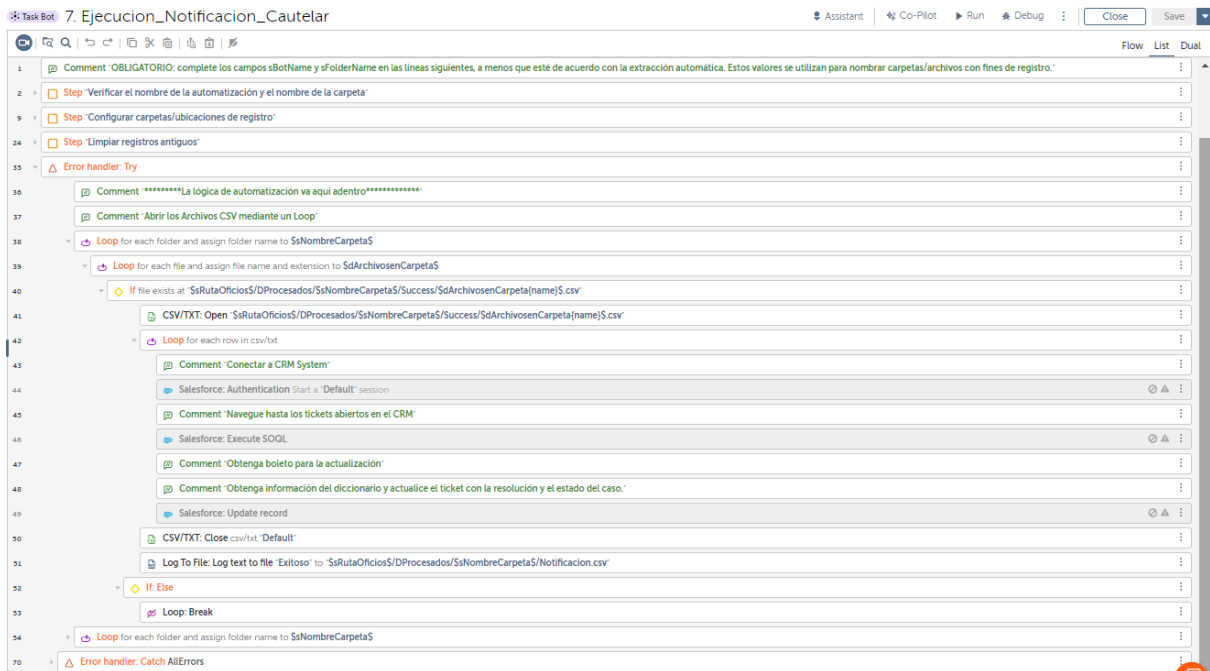 Task Bot 7. Ejecucion_Notificacion_Cautelar Assistant Co-Pilot Run Debug Close Save
Flow List Dual
1 Comment "OBLIGATORIO: complete los campos sBotName y sFolderName en las líneas siguientes, a menos que esté de acuerdo con la extracción automática. Estos valores se utilizan para nombrar carpetas/archivos con fines de registro."
2 Step "Verificar el nombre de la automatización y el nombre de la carpeta"
9 Step "Configurar carpetas/ubicaciones de registro"
24 Step "Limpiar registros antiguos"
35 Error handler: Try
36 Comment "*********La lógica de automatización va aquí adentro*************"
37 Comment "Abrir los Archivos CSV mediante un Loop"
38 Loop for each folder and assign folder name to $sNombreCarpeta$
39 Loop for each file and assign file name and extension to $dArchivosenCarpeta$
40 If file exists at "$sRutaOficios$/DProcesados/$sNombreCarpeta$/Success/$dArchivosenCarpeta{name}$.csv"
41 CSV/TXT: Open "$sRutaOficios$/DProcesados/$sNombreCarpeta$/Success/$dArchivosenCarpeta{name}$.csv"
42 Loop for each row in csv/txt
43 Comment "Conectar a CRM System"
44 Salesforce: Authentication Start a "Default" session
45 Comment "Navegue hasta los tickets abiertos en el CRM"
46 Salesforce: Execute SOQL
47 Comment "Obtenga boleto para la actualización"
48 Comment "Obtenga información del diccionario y actualice el ticket con la resolución y el estado del caso."
49 Salesforce: Update record
50 CSV/TXT: Close csv/txt "Default"
51 Log To File: Log text to file "Exitoso" to "$sRutaOficios$/DProcesados/$sNombreCarpeta$/Notificacion.csv"
52 If: Else
53 Loop: Break
54 Loop for each folder and assign folder name to $sNombreCarpeta$
70 Error handler: Catch AllErrors